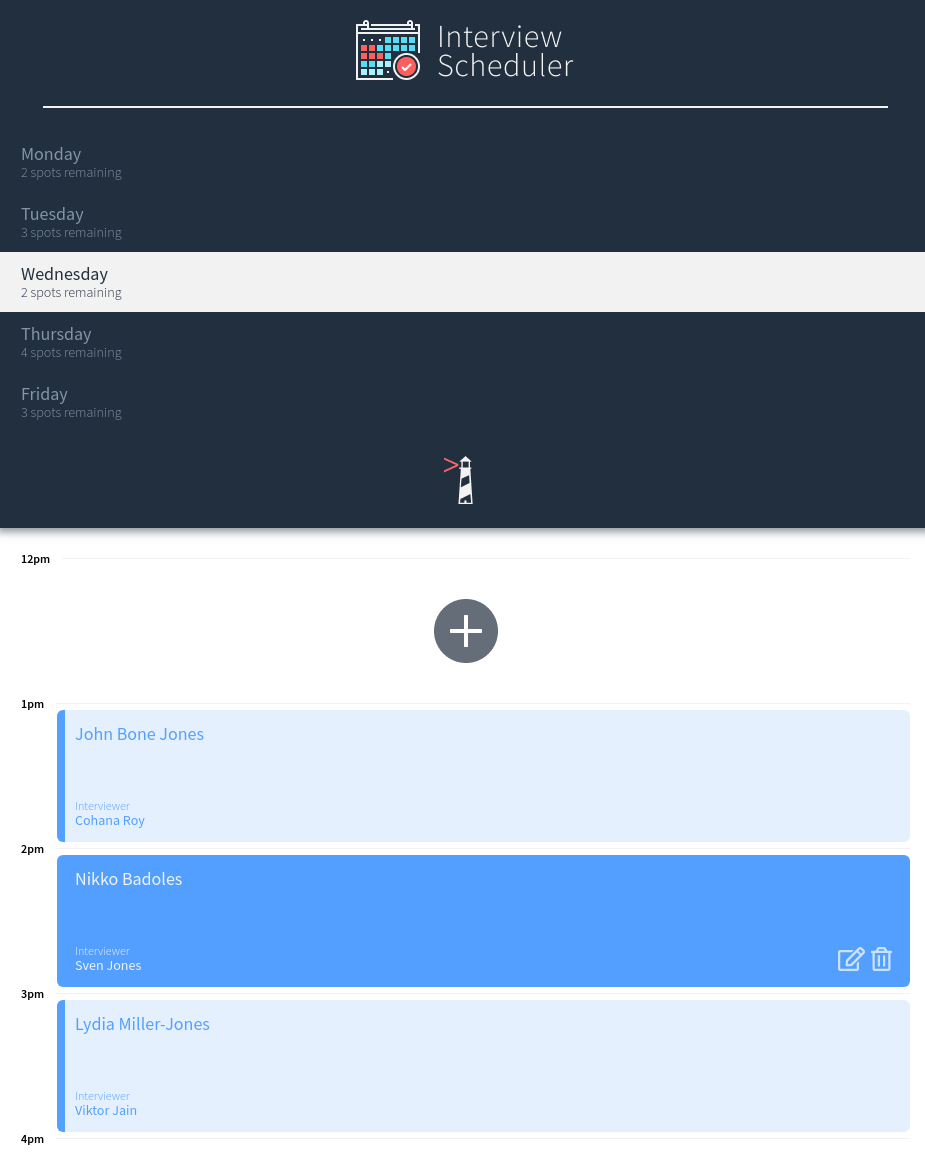 Interview
Scheduler
Monday
2 spots remaining
Tuesday
3 spots remaining
Wednesday
2 spots remaining
Thursday
4 spots remaining
Friday
3 spots remaining
12pm
1pm
John Bone Jones
Interviewer
Cohana Roy
2pm
Nikko Badoles
Interviewer
Sven Jones
3pm
Lydia Miller-Jones
Interviewer
Viktor Jain
4pm